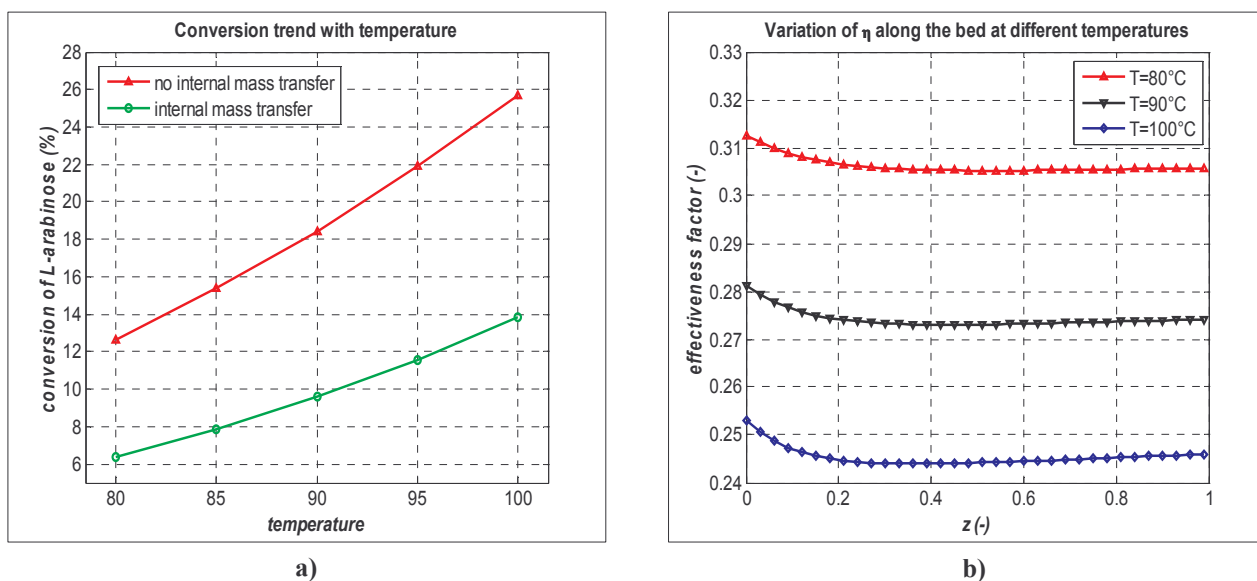 Conversion trend with temperature
28
26
24
22
20
18
16
14
12
10
8
6
no internal mass transfer
internal mass transfer
conversion of L-arabinose (%)
80 85 90 95 100
temperature
a)
Variation of η along the bed at different temperatures
0.33
0.32
0.31
0.3
0.29
0.28
0.27
0.26
0.25
0.24
T=80°C
T=90°C
T=100°C
effectiveness factor (-)
0 0.2 0.4 0.6 0.8 1
z (-)
b)